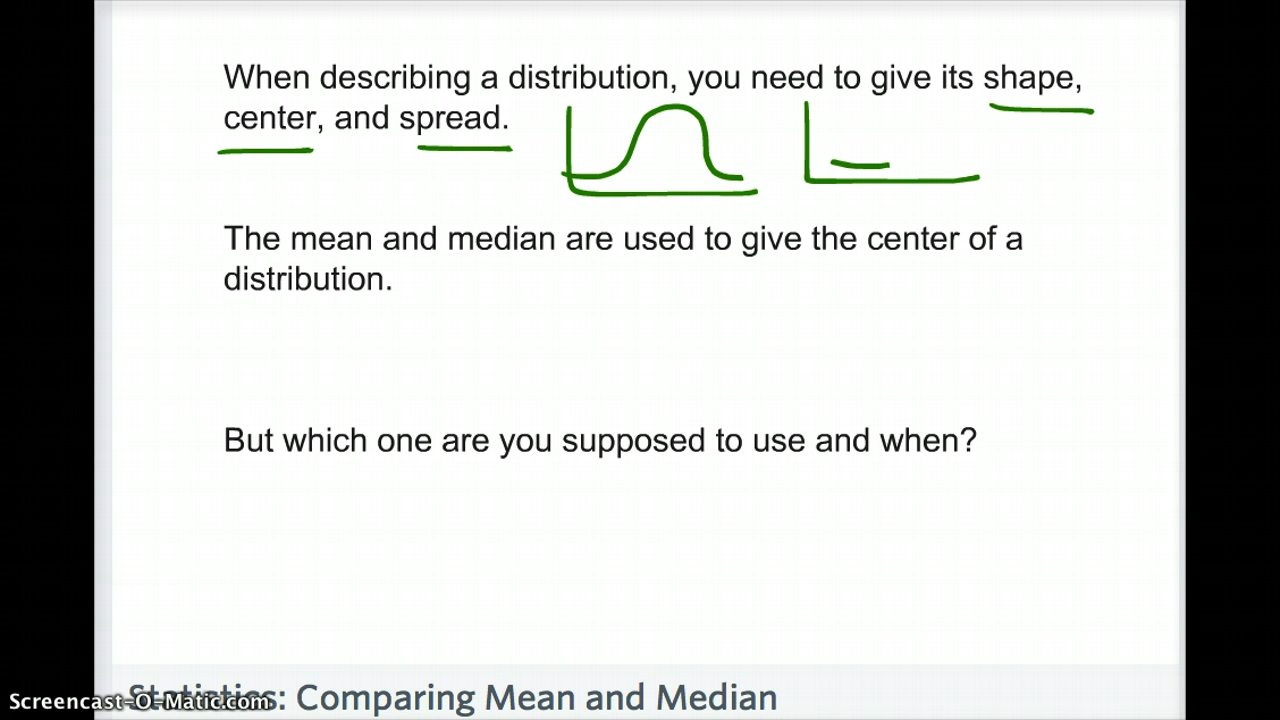 When describing a distribution, you need to give its shape,
center, and spread.
The mean and median are used to give the center of a
distribution.
But which one are you supposed to use and when?
Statistics: Comparing Mean and Median
Screencast-O-Matic.com